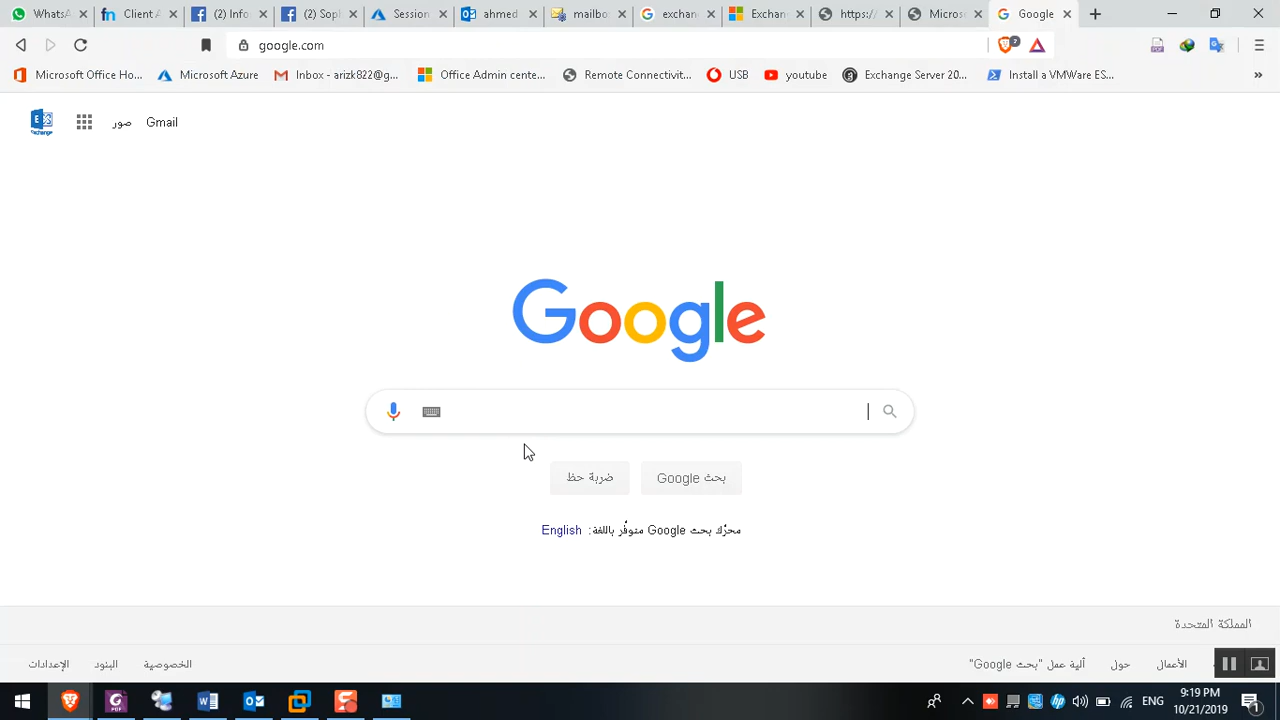 WhatsA
Client A
(2) Info
(2) Sopl
Session
ahmed
mailbo
exchan
Exchan
https:/
Micros
Google
google.com
Microsoft Office Ho...
Microsoft Azure
Inbox - arizk822@g...
Office Admin cente...
Remote Connectivit...
USB
youtube
Exchange Server 20...
Install a VMWare ES...
»
Exchange
صور
Gmail
Google
ضربة حظ
بحث Google
محرّك بحث Google متوفّر باللغة: English
المملكة المتحدة
الأعمال
حول
آلية عمل "بحث Google"
الخصوصية
البنود
الإعدادات
ENG
9:19 PM
10/21/2019